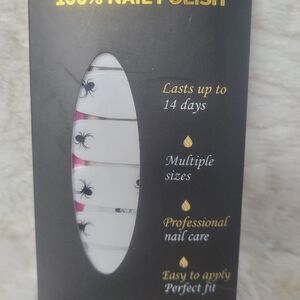 100% NAIL POLISH
Lasts up to
14 days
Multiple
sizes
Professional
nail care
Easy to apply
Perfect fit